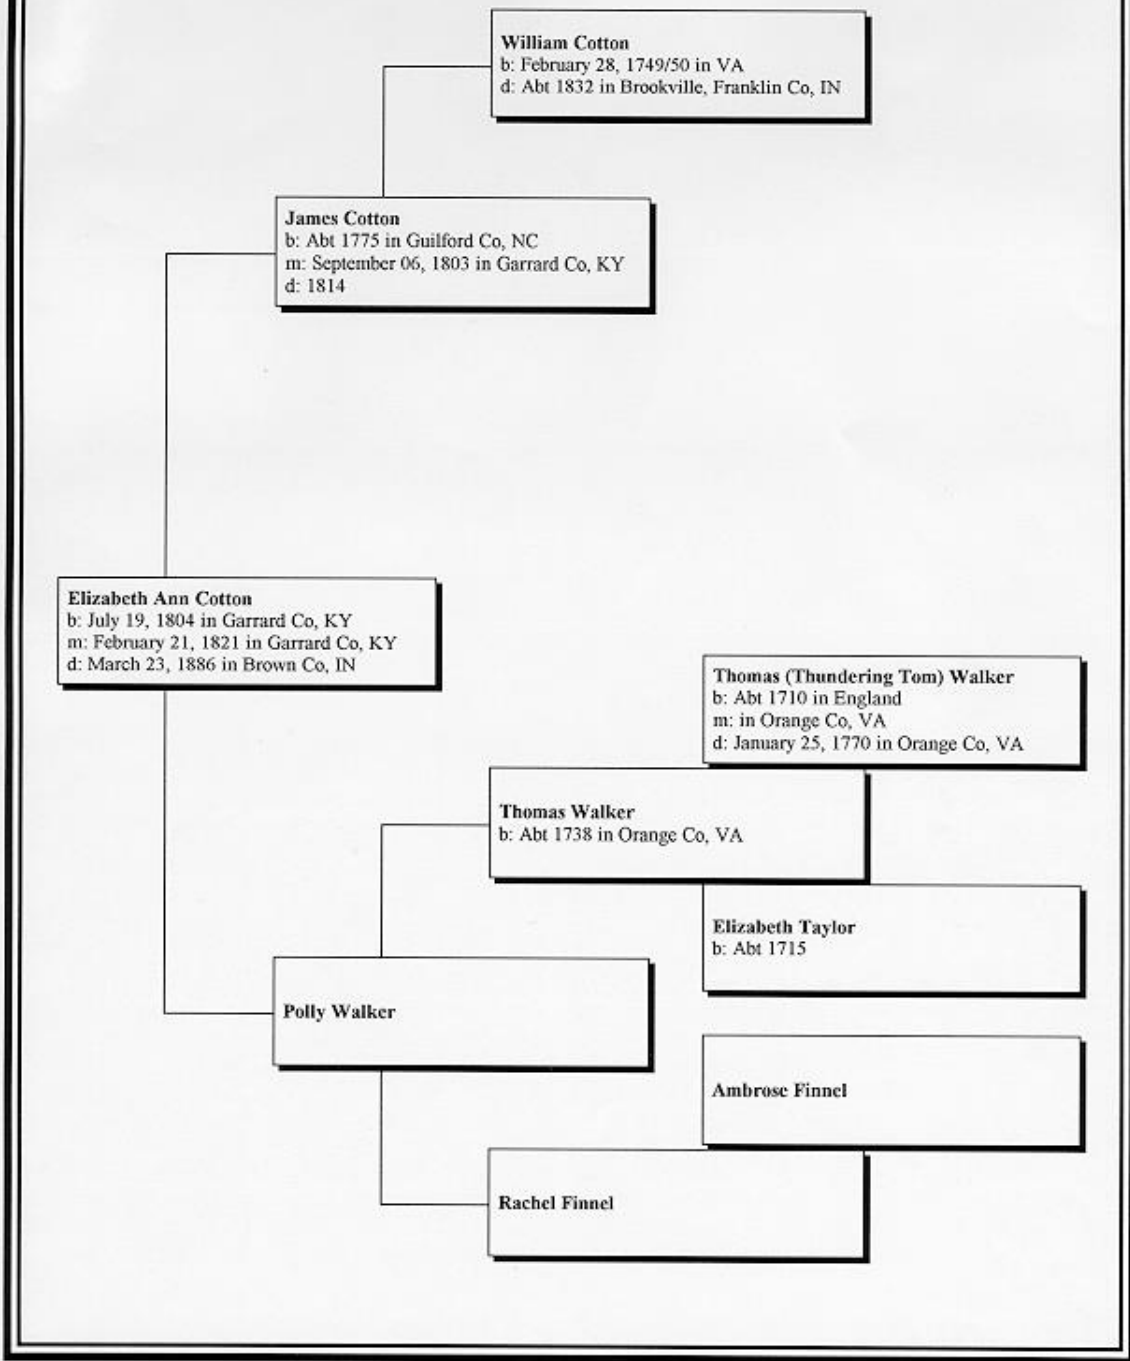 William Cotton
b: February 28, 1749/50 in VA
d: Abt 1832 in Brookville, Franklin Co, IN
James Cotton
b: Abt 1775 in Guilford Co, NC
m: September 06, 1803 in Garrard Co, KY
d: 1814
Elizabeth Ann Cotton
b: July 19, 1804 in Garrard Co, KY
m: February 21, 1821 in Garrard Co, KY
d: March 23, 1886 in Brown Co, IN
Thomas (Thundering Tom) Walker
b: Abt 1710 in England
m: in Orange Co, VA
d: January 25, 1770 in Orange Co, VA
Thomas Walker
b: Abt 1738 in Orange Co, VA
Elizabeth Taylor
b: Abt 1715
Polly Walker
Ambrose Finnel
Rachel Finnel